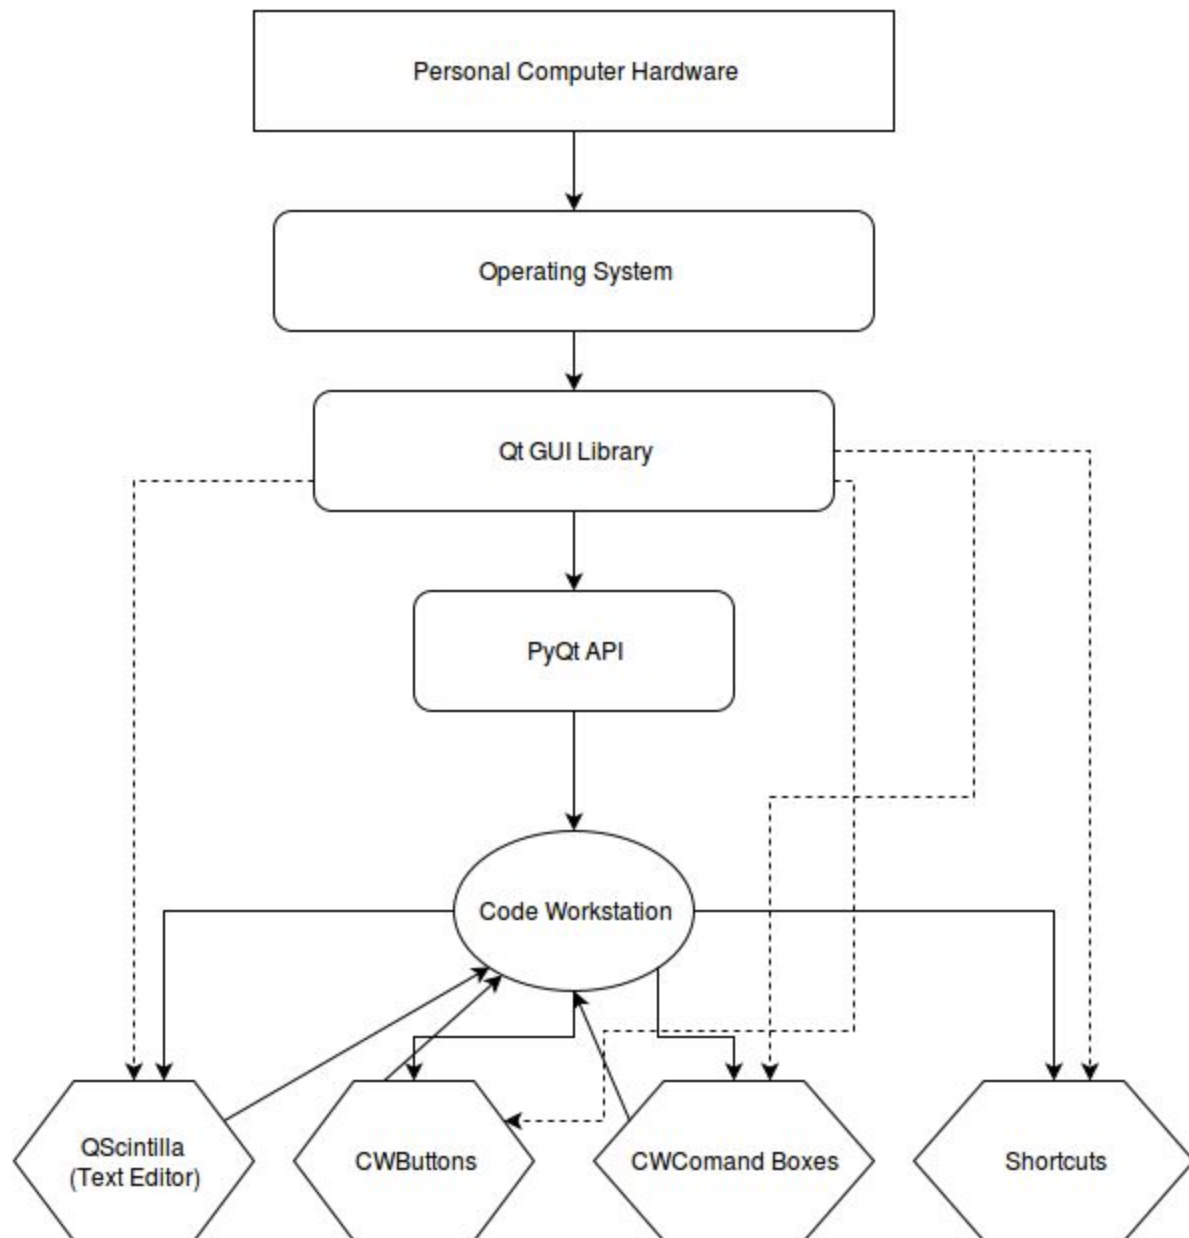 Personal Computer Hardware
Operating System
Qt GUI Library
PyQt API
Code Workstation
QScintilla
(Text Editor)
CWButtons
CWComand Boxes
Shortcuts